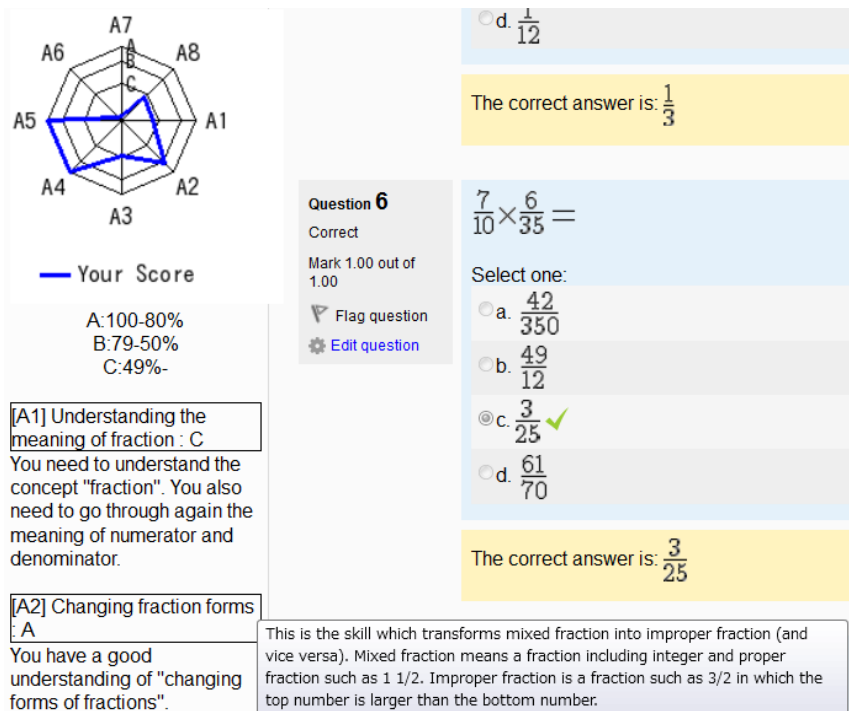 A7
A6
A
A8
B
C
A5
A1
A4
A2
A3
Your Score
A:100-80%
B:79-50%
C:49%-
[A1] Understanding the
meaning of fraction : C
You need to understand the
concept "fraction". You also
need to go through again the
meaning of numerator and
denominator.
[A2] Changing fraction forms
: A
You have a good
understanding of "changing
forms of fractions".
d. 1/12
The correct answer is: 1/3
Question 6
Correct
Mark 1.00 out of
1.00
Flag question
Edit question
7/10 × 6/35 =
Select one:
a. 42/350
b. 49/12
c. 3/25
d. 61/70
The correct answer is: 3/25
This is the skill which transforms mixed fraction into improper fraction (and
vice versa). Mixed fraction means a fraction including integer and proper
fraction such as 1 1/2. Improper fraction is a fraction such as 3/2 in which the
top number is larger than the bottom number.